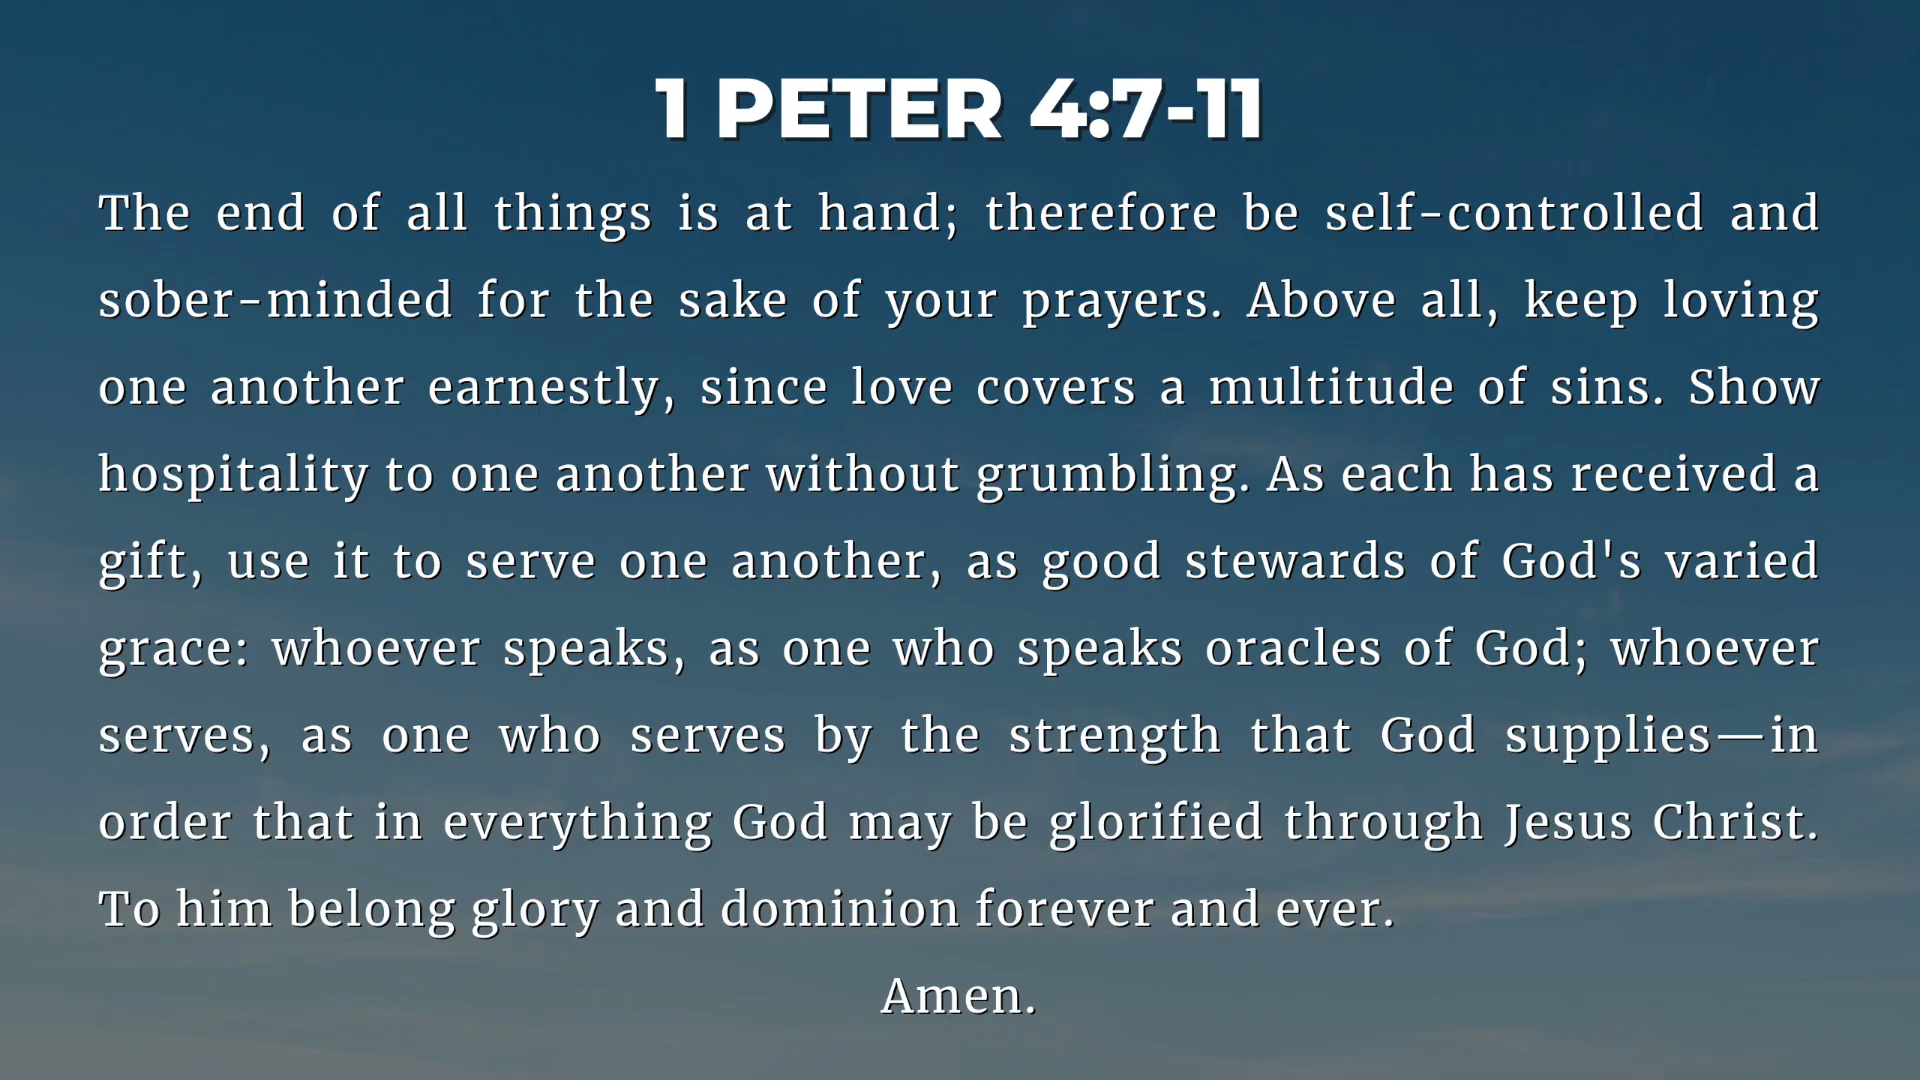 1 PETER 4:7-11
The end of all things is at hand; therefore be self-controlled and
sober-minded for the sake of your prayers. Above all, keep loving
one another earnestly, since love covers a multitude of sins. Show
hospitality to one another without grumbling. As each has received a
gift, use it to serve one another, as good stewards of God's varied
grace: whoever speaks, as one who speaks oracles of God; whoever
serves, as one who serves by the strength that God supplies—in
order that in everything God may be glorified through Jesus Christ.
To him belong glory and dominion forever and ever.
Amen.